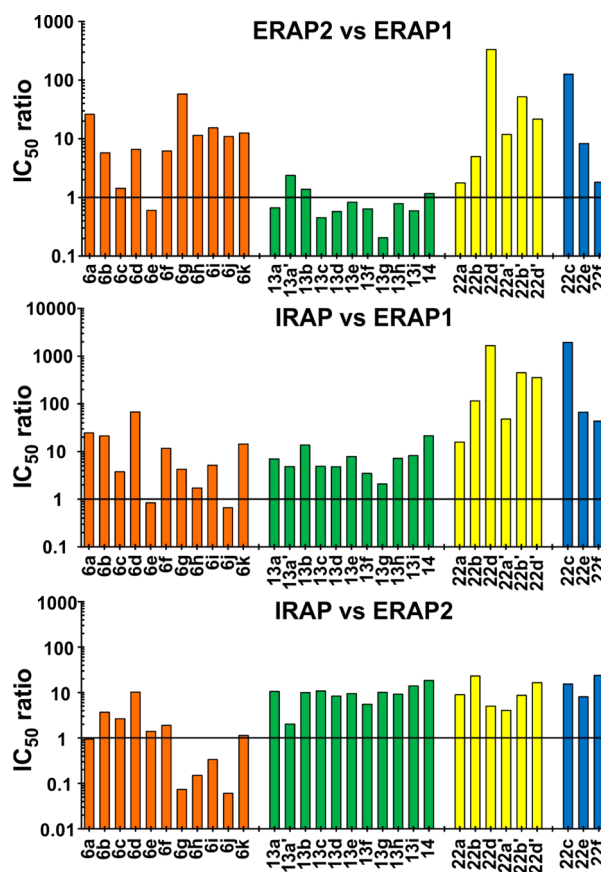 ERAP2 vs ERAP1
IC50 ratio
1000
100
10
1
0.1
6a 6b 6c 6d 6e 6f 6g 6h 6i 6j 6k 13a 13a' 13b 13c 13d 13e 13f 13g 13h 13i 14 22a 22b 22d 22a' 22b' 22d' 22c 22e 22f
IRAP vs ERAP1
IC50 ratio
10000
1000
100
10
1
0.1
6a 6b 6c 6d 6e 6f 6g 6h 6i 6j 6k 13a 13a' 13b 13c 13d 13e 13f 13g 13h 13i 14 22a 22b 22d 22a' 22b' 22d' 22c 22e 22f
IRAP vs ERAP2
IC50 ratio
1000
100
10
1
0.1
0.01
6a 6b 6c 6d 6e 6f 6g 6h 6i 6j 6k 13a 13a' 13b 13c 13d 13e 13f 13g 13h 13i 14 22a 22b 22d 22a' 22b' 22d' 22c 22e 22f